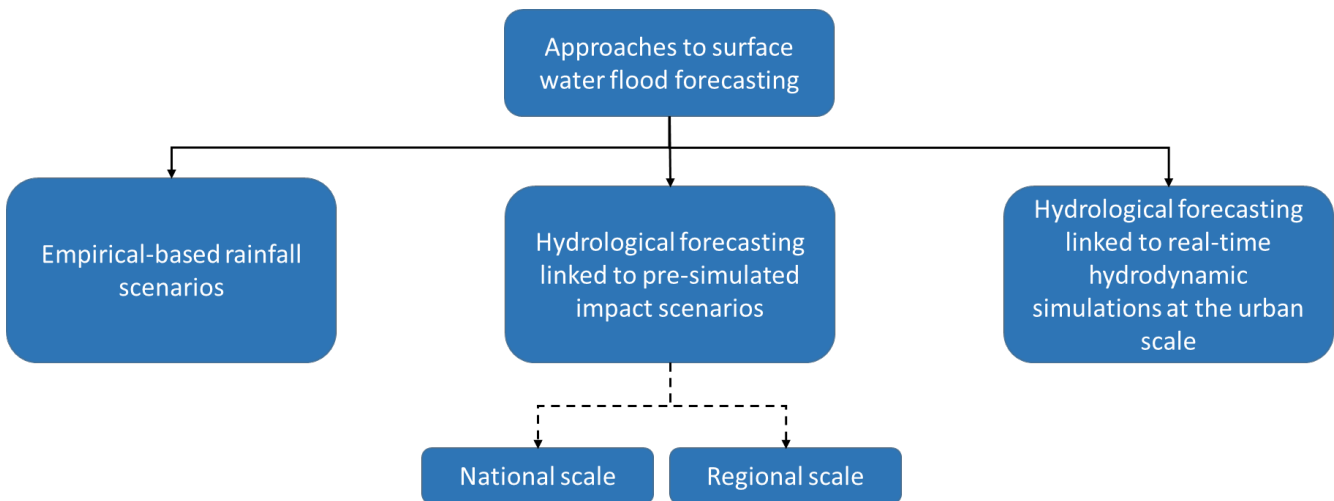 Approaches to surface
water flood forecasting
Empirical-based rainfall
scenarios
Hydrological forecasting
linked to pre-simulated
impact scenarios
Hydrological forecasting
linked to real-time
hydrodynamic
simulations at the urban
scale
National scale
Regional scale